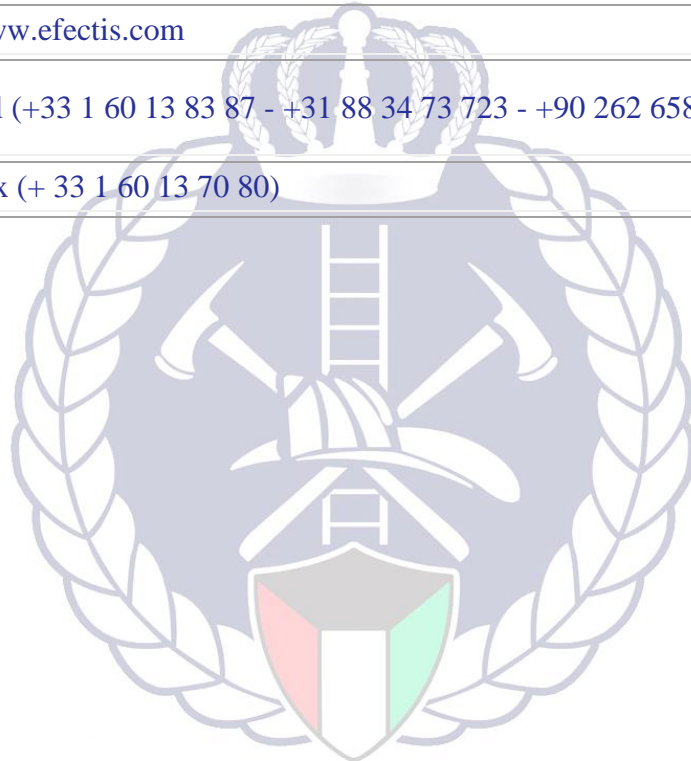 ww.efectis.com
(+33 1 60 13 83 87 - +31 88 34 73 723 - +90 262 658
x (+ 33 1 60 13 70 80)